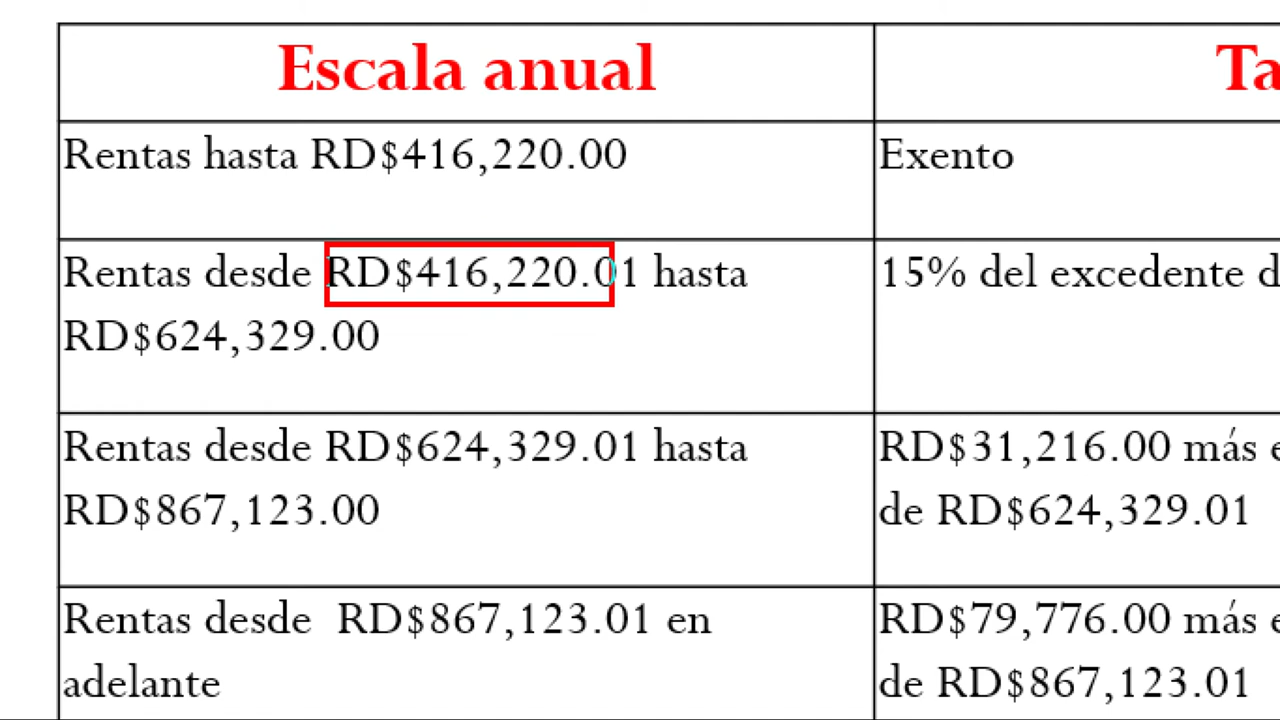 Escala anual
Rentas hasta RD$416,220.00
Exento
Rentas desde RD$416,220.01 hasta
RD$624,329.00
15% del excedente
Rentas desde RD$624,329.01 hasta
RD$867,123.00
RD$31,216.00 más
de RD$624,329.01
Rentas desde RD$867,123.01 en
adelante
RD$79,776.00 más
de RD$867,123.01